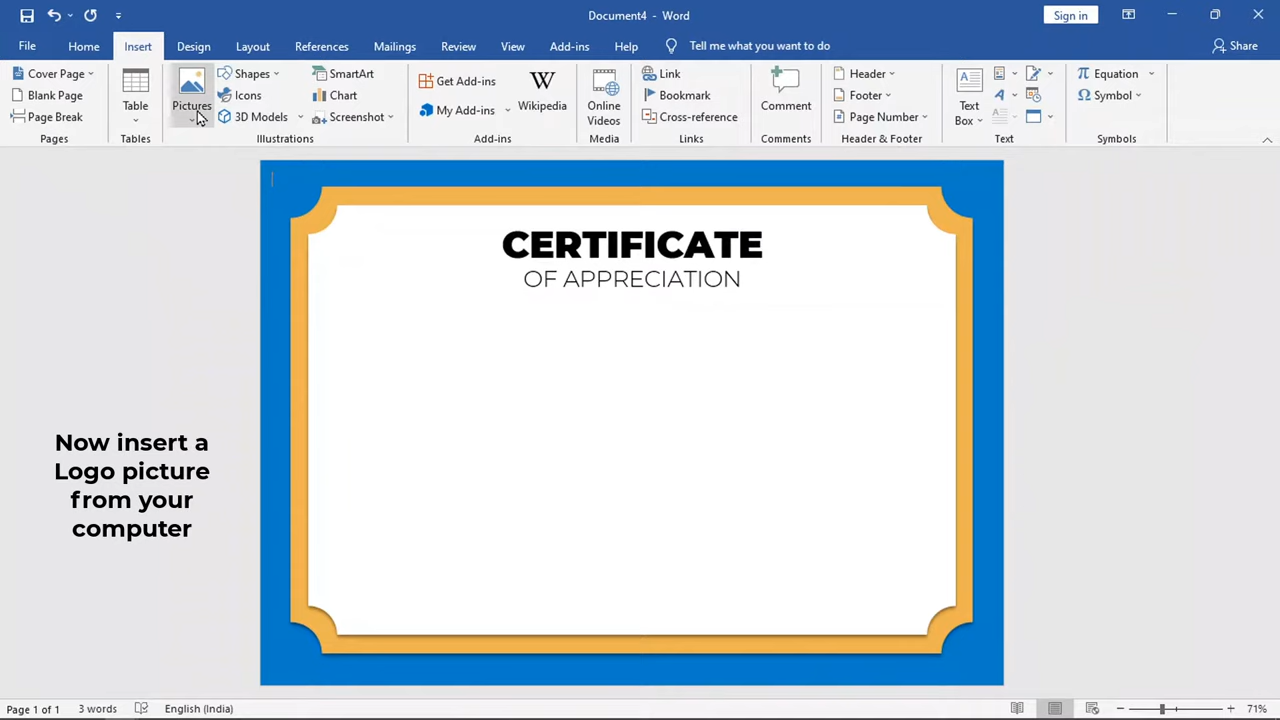 Document4 - Word
Sign in
File Home Insert Design Layout References Mailings Review View Add-ins Help Tell me what you want to do Share
Cover Page
Blank Page
Page Break
Pages
Table
Tables
Pictures
Shapes
Icons
3D Models
SmartArt
Chart
Screenshot
Illustrations
Get Add-ins
My Add-ins
W
Wikipedia
Add-ins
Online
Videos
Media
Link
Bookmark
Cross-reference
Links
Comment
Comments
Header
Footer
Page Number
Header & Footer
Text
Box
Text
Equation
Symbol
Symbols
CERTIFICATE
OF APPRECIATION
Now insert a
Logo picture
from your
computer
Page 1 of 1 3 words English (India) 71%